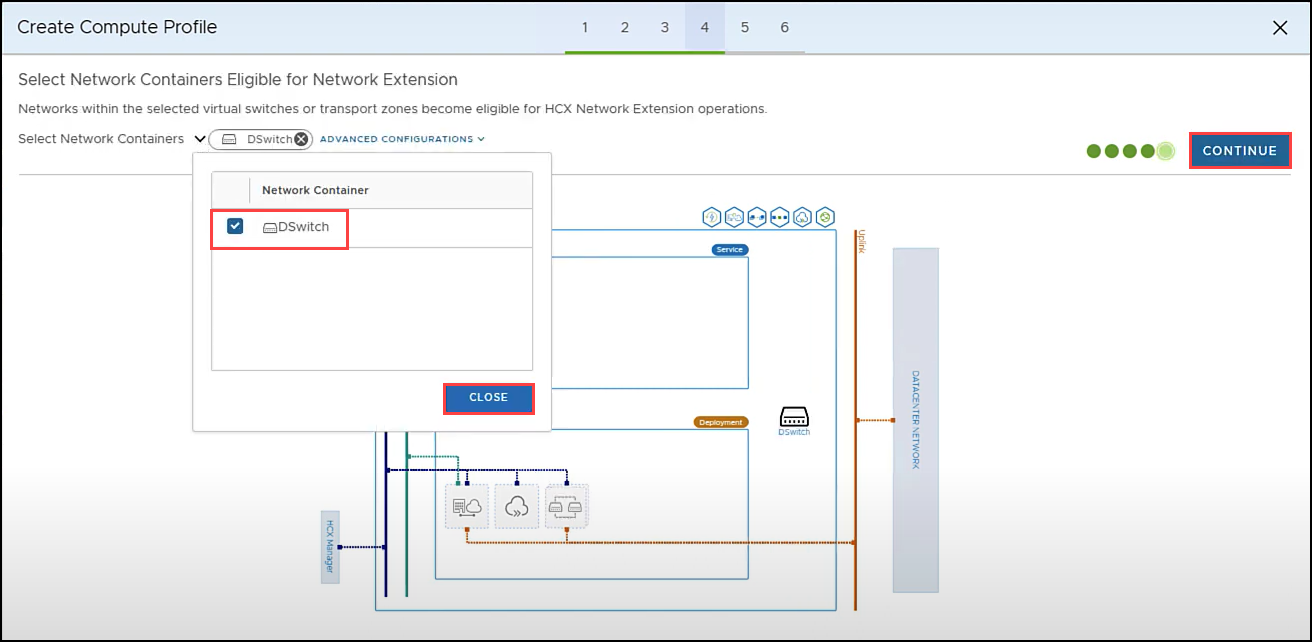 Create Compute Profile
1 2 3 4 5 6
Select Network Containers Eligible for Network Extension
Networks within the selected virtual switches or transport zones become eligible for HCX Network Extension operations.
Select Network Containers DSwitch ADVANCED CONFIGURATIONS
CONTINUE
Network Container
DSwitch
CLOSE
Service
Uplink
DATACENTER NETWORK
Deployment
DSwitch
HCX Manager